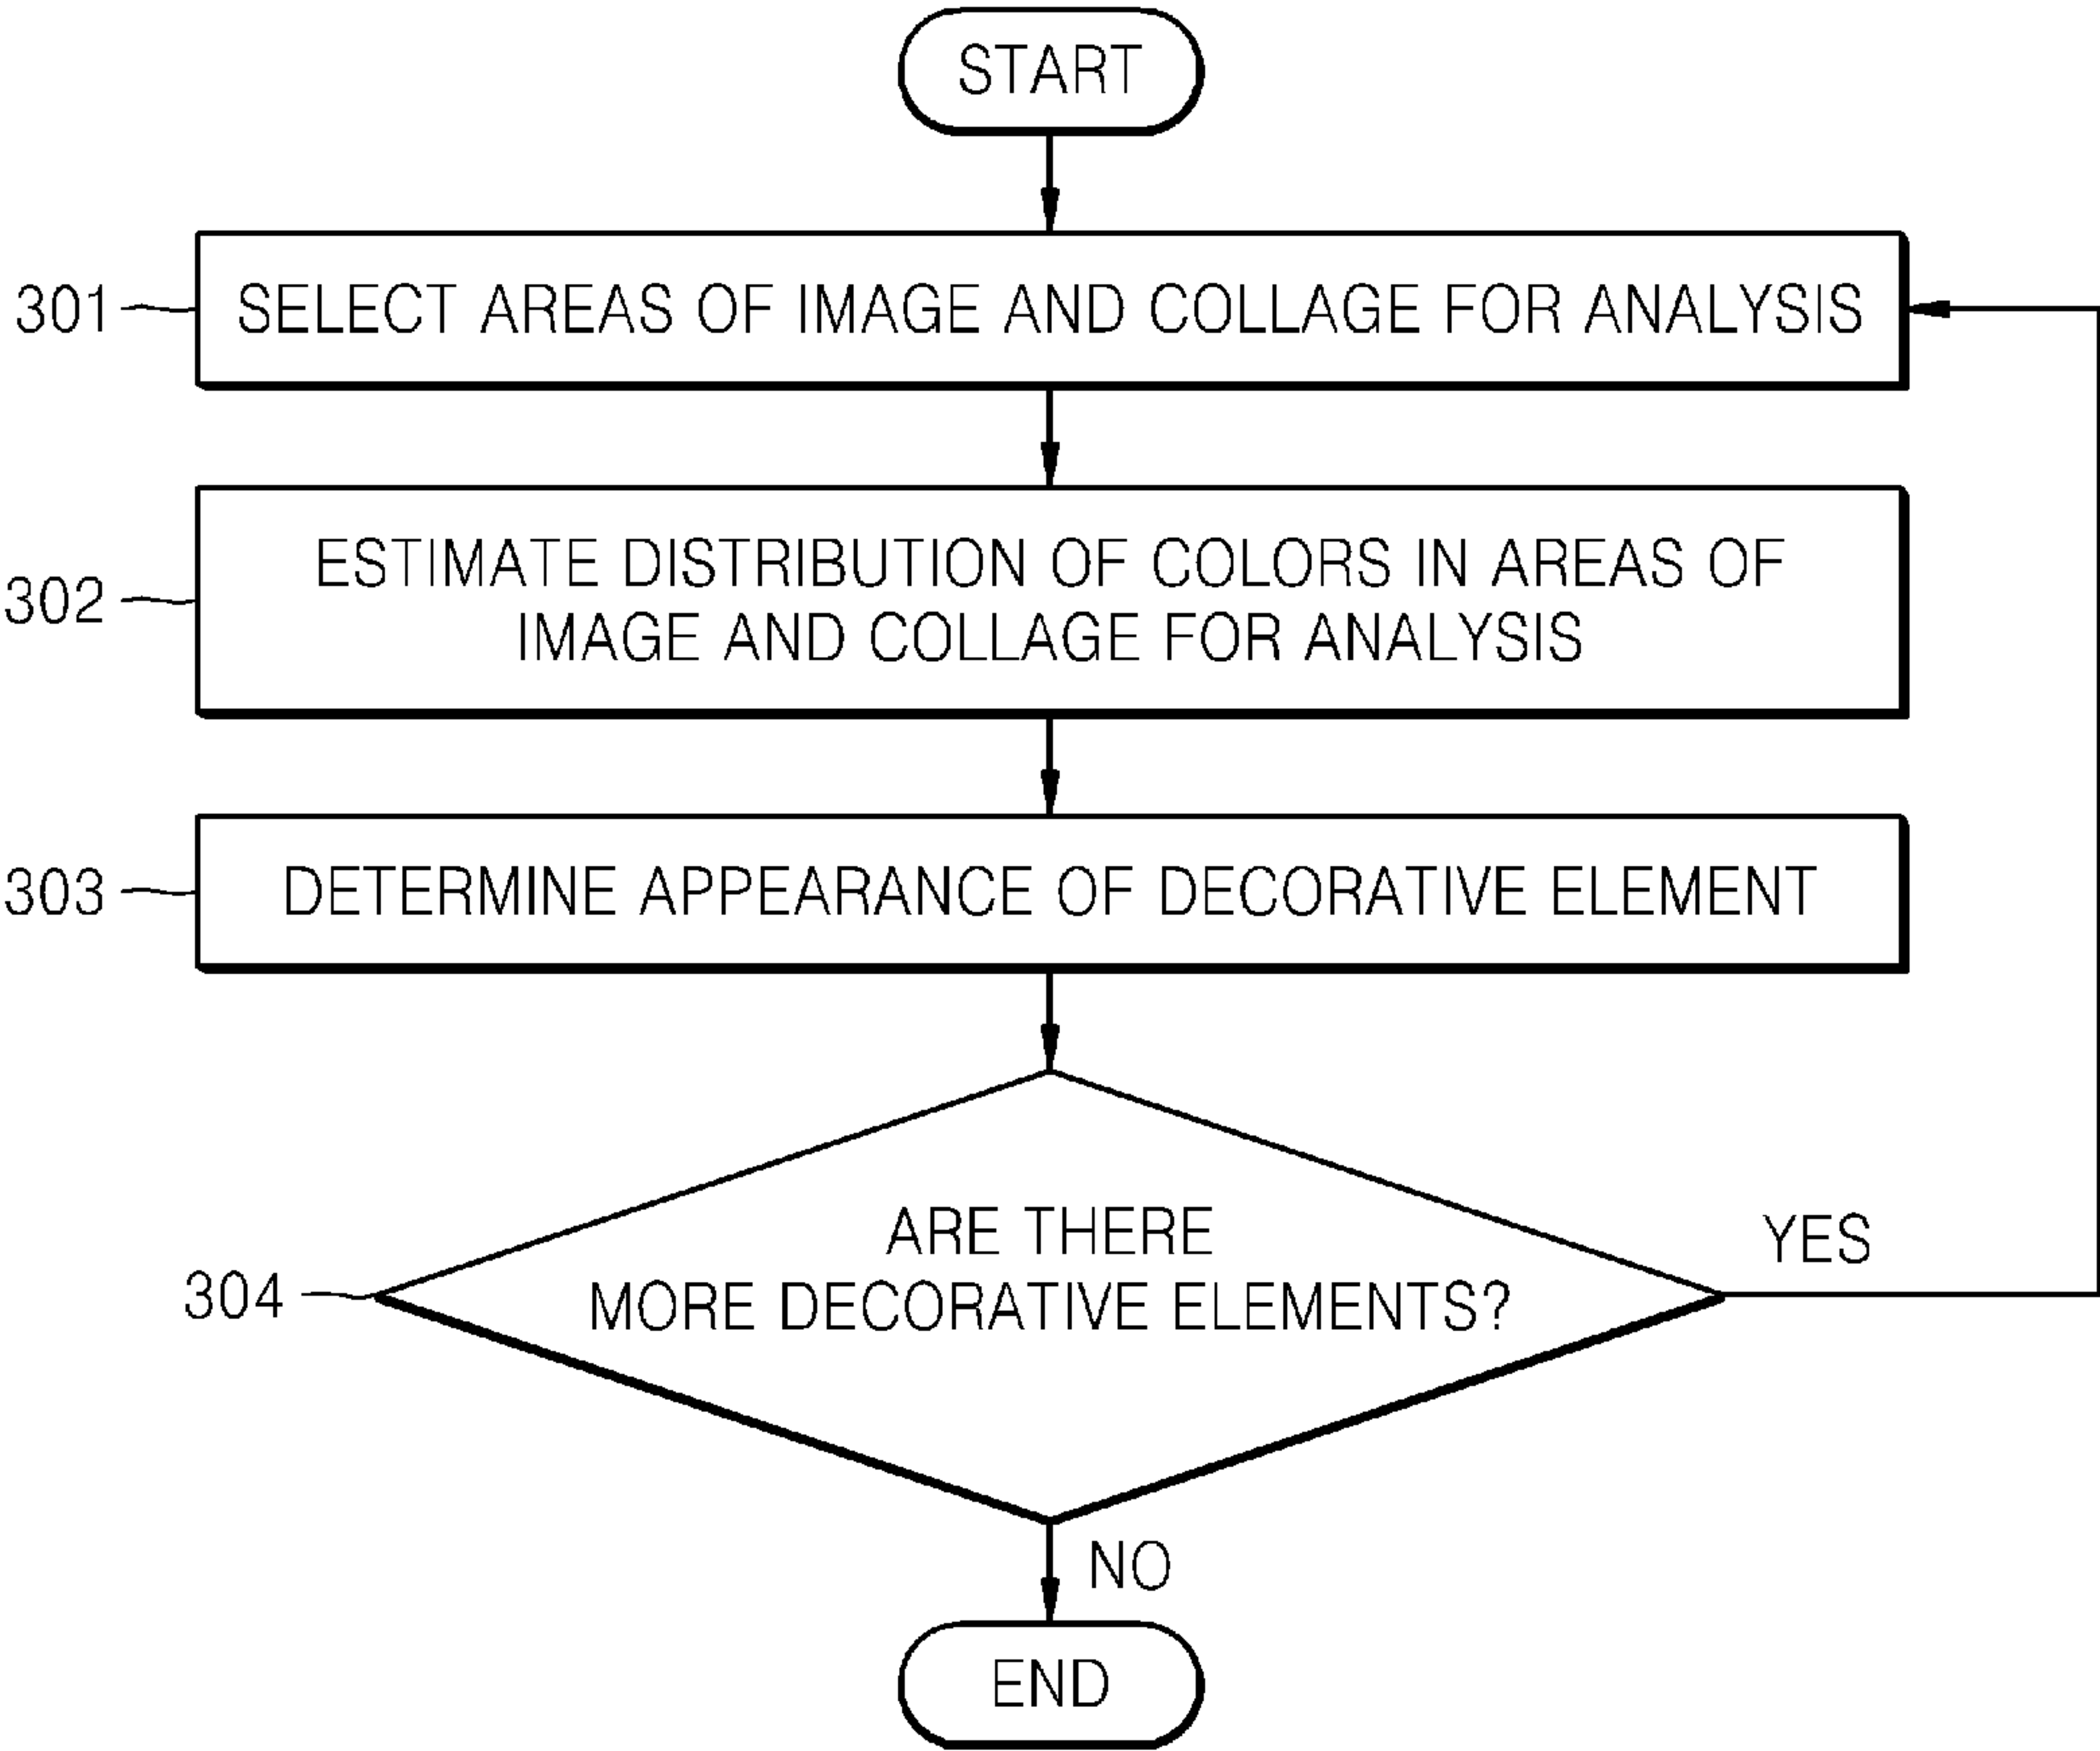 START
301
SELECT AREAS OF IMAGE AND COLLAGE FOR ANALYSIS
302
ESTIMATE DISTRIBUTION OF COLORS IN AREAS OF
IMAGE AND COLLAGE FOR ANALYSIS
303
DETERMINE APPEARANCE OF DECORATIVE ELEMENT
304
ARE THERE
MORE DECORATIVE ELEMENTS?
YES
NO
END